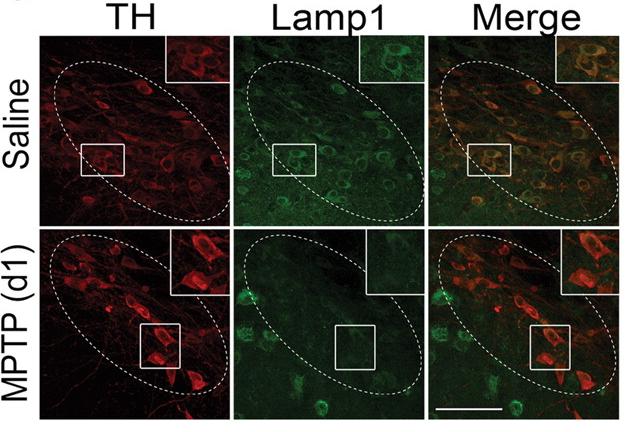 TH Lamp1 Merge
Saline
MPTP (d1)